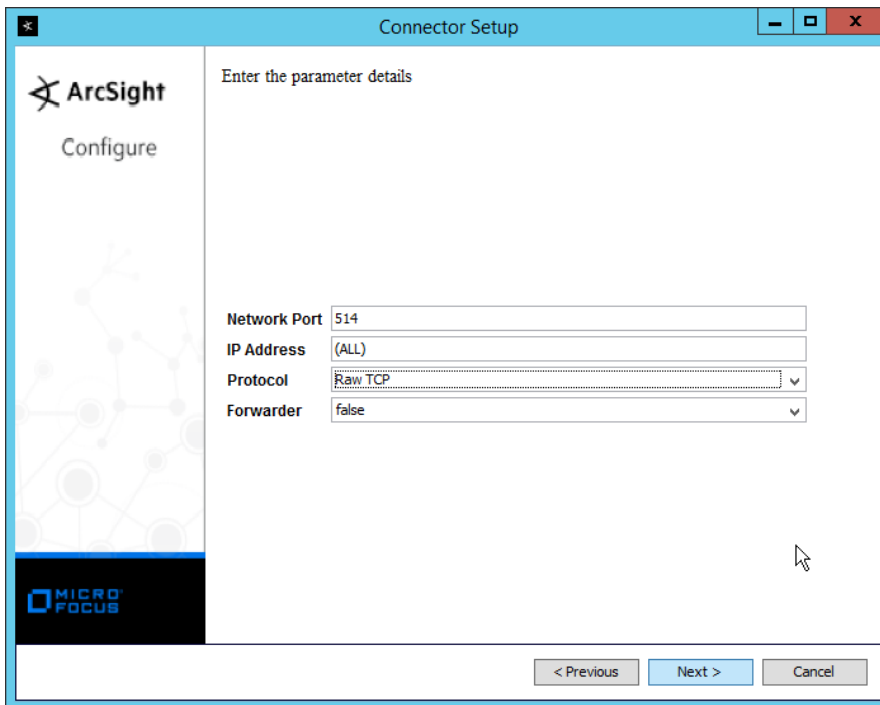 Connector Setup
ArcSight
Configure
Enter the parameter details
Network Port 514
IP Address (ALL)
Protocol Raw TCP
Forwarder false
MICRO
FOCUS
< Previous Next > Cancel